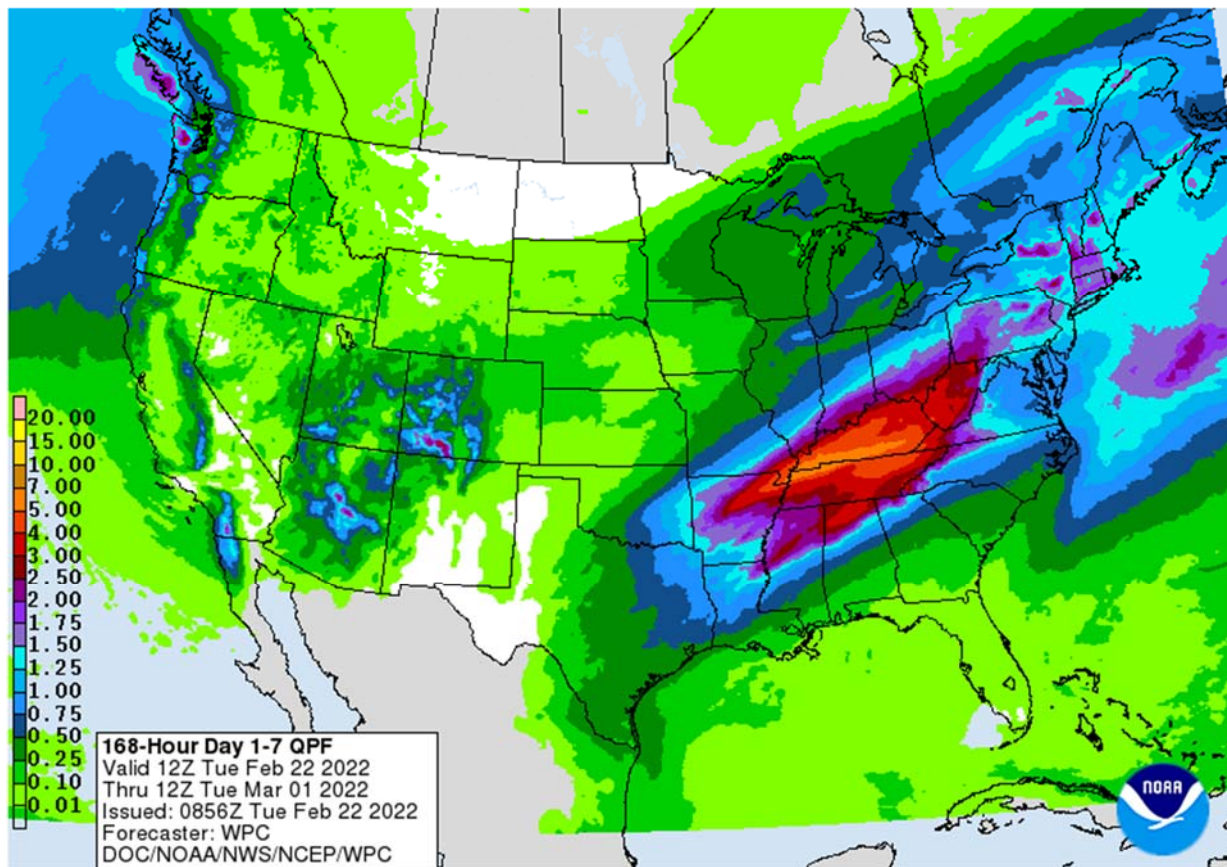 20.00
15.00
10.00
7.00
5.00
4.00
3.00
2.50
2.00
1.75
1.50
1.25
1.00
0.75
0.50
0.25
0.10
0.01
168-Hour Day 1-7 QPF
Valid 12Z Tue Feb 22 2022
Thru 12Z Tue Mar 01 2022
Issued: 0856Z Tue Feb 22 2022
Forecaster: WPC
DOC/NOAA/NWS/NCEP/WPC
NOAA